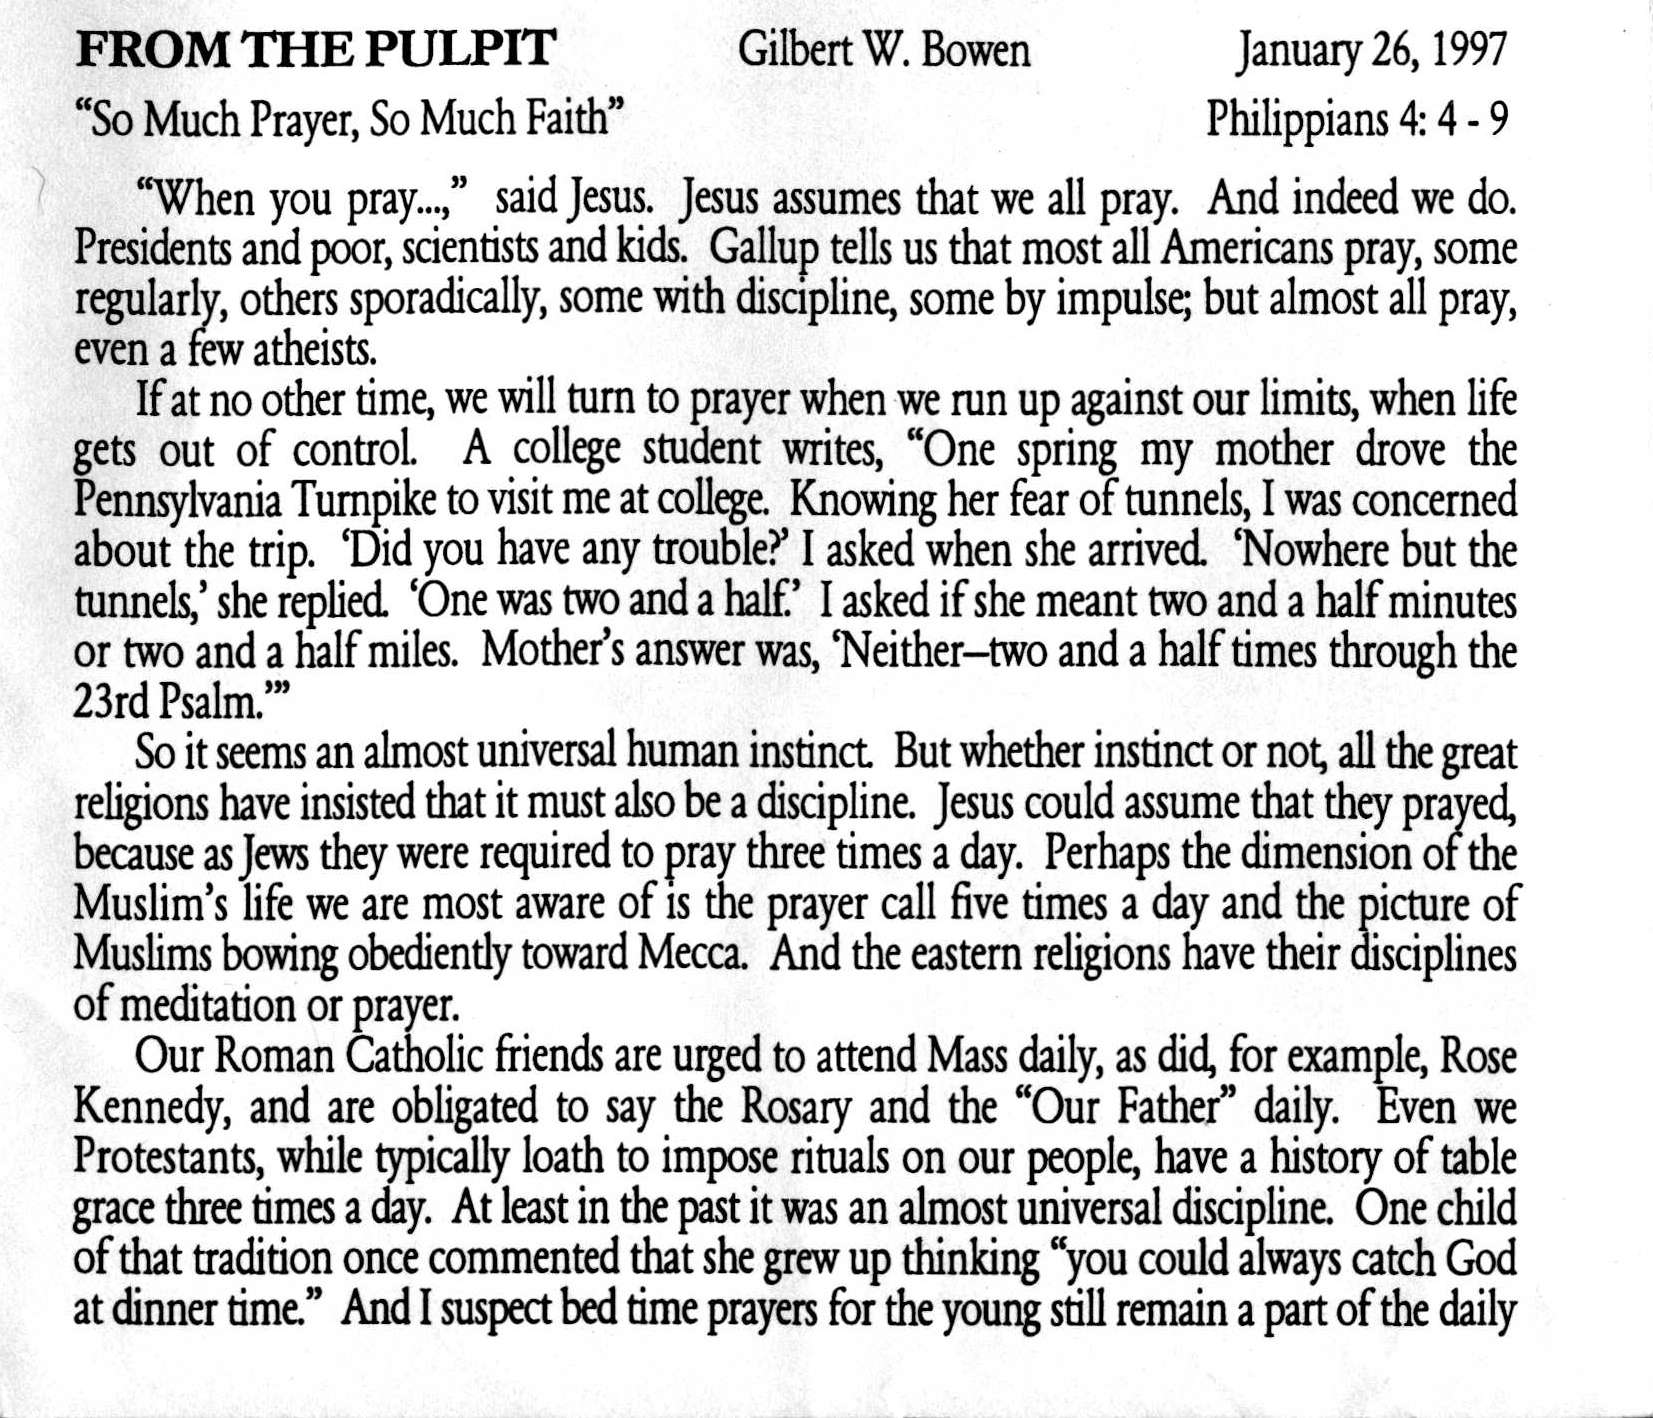 FROM THE PULPIT Gilbert W. Bowen January 26, 1997
“So Much Prayer, So Much Faith” Philippians 4: 4 - 9
“When you pray...,” said Jesus. Jesus assumes that we all pray. And indeed we do.
Presidents and poor, scientists and kids. Gallup tells us that most all Americans pray, some
regularly, others sporadically, some with discipline, some by impulse; but almost all pray,
even a few atheists.
If at no other time, we will turn to prayer when we run up against our limits, when life
gets out of control. A college student writes, “One spring my mother drove the
Pennsylvania Turnpike to visit me at college. Knowing her fear of tunnels, I was concerned
about the trip. ‘Did you have any trouble?’ I asked when she arrived. ‘Nowhere but the
tunnels,’ she replied. ‘One was two and a half.’ I asked if she meant two and a half minutes
or two and a half miles. Mother’s answer was, ‘Neither–two and a half times through the
23rd Psalm.’”
So it seems an almost universal human instinct. But whether instinct or not, all the great
religions have insisted that it must also be a discipline. Jesus could assume that they prayed,
because as Jews they were required to pray three times a day. Perhaps the dimension of the
Muslim’s life we are most aware of is the prayer call five times a day and the picture of
Muslims bowing obediently toward Mecca. And the eastern religions have their disciplines
of meditation or prayer.
Our Roman Catholic friends are urged to attend Mass daily, as did, for example, Rose
Kennedy, and are obligated to say the Rosary and the “Our Father” daily. Even we
Protestants, while typically loath to impose rituals on our people, have a history of table
grace three times a day. At least in the past it was an almost universal discipline. One child
of that tradition once commented that she grew up thinking “you could always catch God
at dinner time.” And I suspect bed time prayers for the young still remain a part of the daily